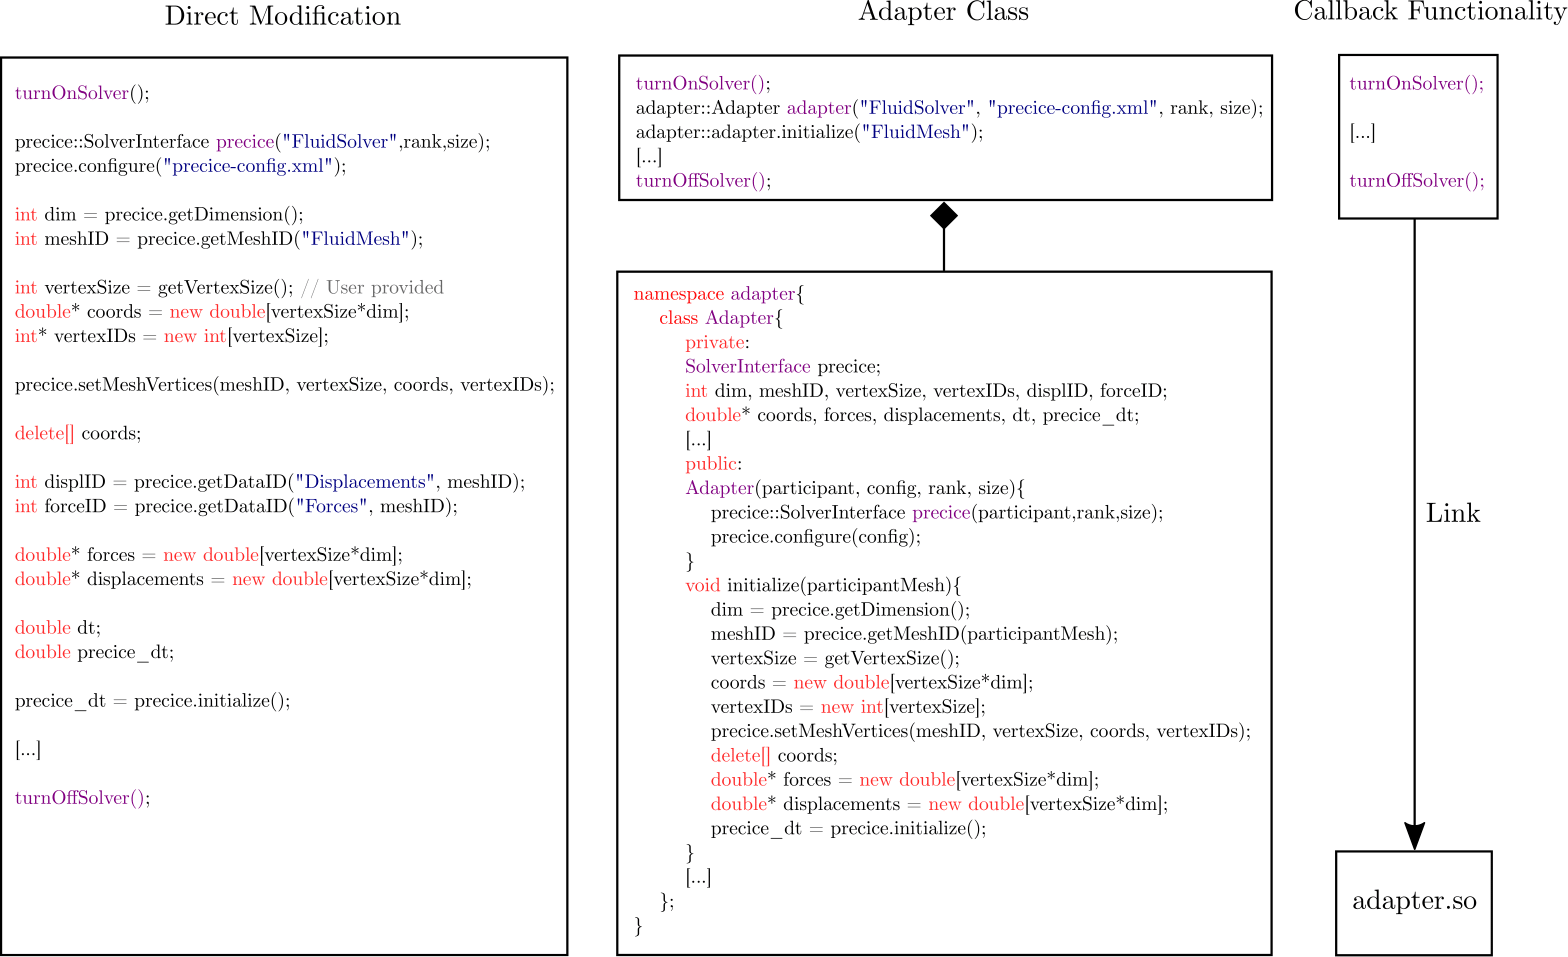 Direct Modification
turnOnSolver();
precice::SolverInterface precice("FluidSolver",rank,size);
precice.configure("precice-config.xml");
int dim = precice.getDimension();
int meshID = precice.getMeshID("FluidMesh");
int vertexSize = getVertexSize(); // User provided
double* coords = new double[vertexSize*dim];
int* vertexIDs = new int[vertexSize];
precice.setMeshVertices(meshID, vertexSize, coords, vertexIDs);
delete[] coords;
int displID = precice.getDataID("Displacements", meshID);
int forceID = precice.getDataID("Forces", meshID);
double* forces = new double[vertexSize*dim];
double* displacements = new double[vertexSize*dim];
double dt;
double precice_dt;
precice_dt = precice.initialize();
[...]
turnOffSolver();
Adapter Class
turnOnSolver();
adapter::Adapter adapter("FluidSolver", "precice-config.xml", rank, size);
adapter::adapter.initialize("FluidMesh");
[...]
turnOffSolver();
namespace adapter{
class Adapter{
private:
SolverInterface precice;
int dim, meshID, vertexSize, vertexIDs, displID, forceID;
double* coords, forces, displacements, dt, precice_dt;
[...]
public:
Adapter(participant, config, rank, size){
precice::SolverInterface precice(participant,rank,size);
precice.configure(config);
}
void initialize(participantMesh){
dim = precice.getDimension();
meshID = precice.getMeshID(participantMesh);
vertexSize = getVertexSize();
coords = new double[vertexSize*dim];
vertexIDs = new int[vertexSize];
precice.setMeshVertices(meshID, vertexSize, coords, vertexIDs);
delete[] coords;
double* forces = new double[vertexSize*dim];
double* displacements = new double[vertexSize*dim];
precice_dt = precice.initialize();
}
[...]
};
}
Callback Functionality
turnOnSolver();
[...]
turnOffSolver();
Link
adapter.so